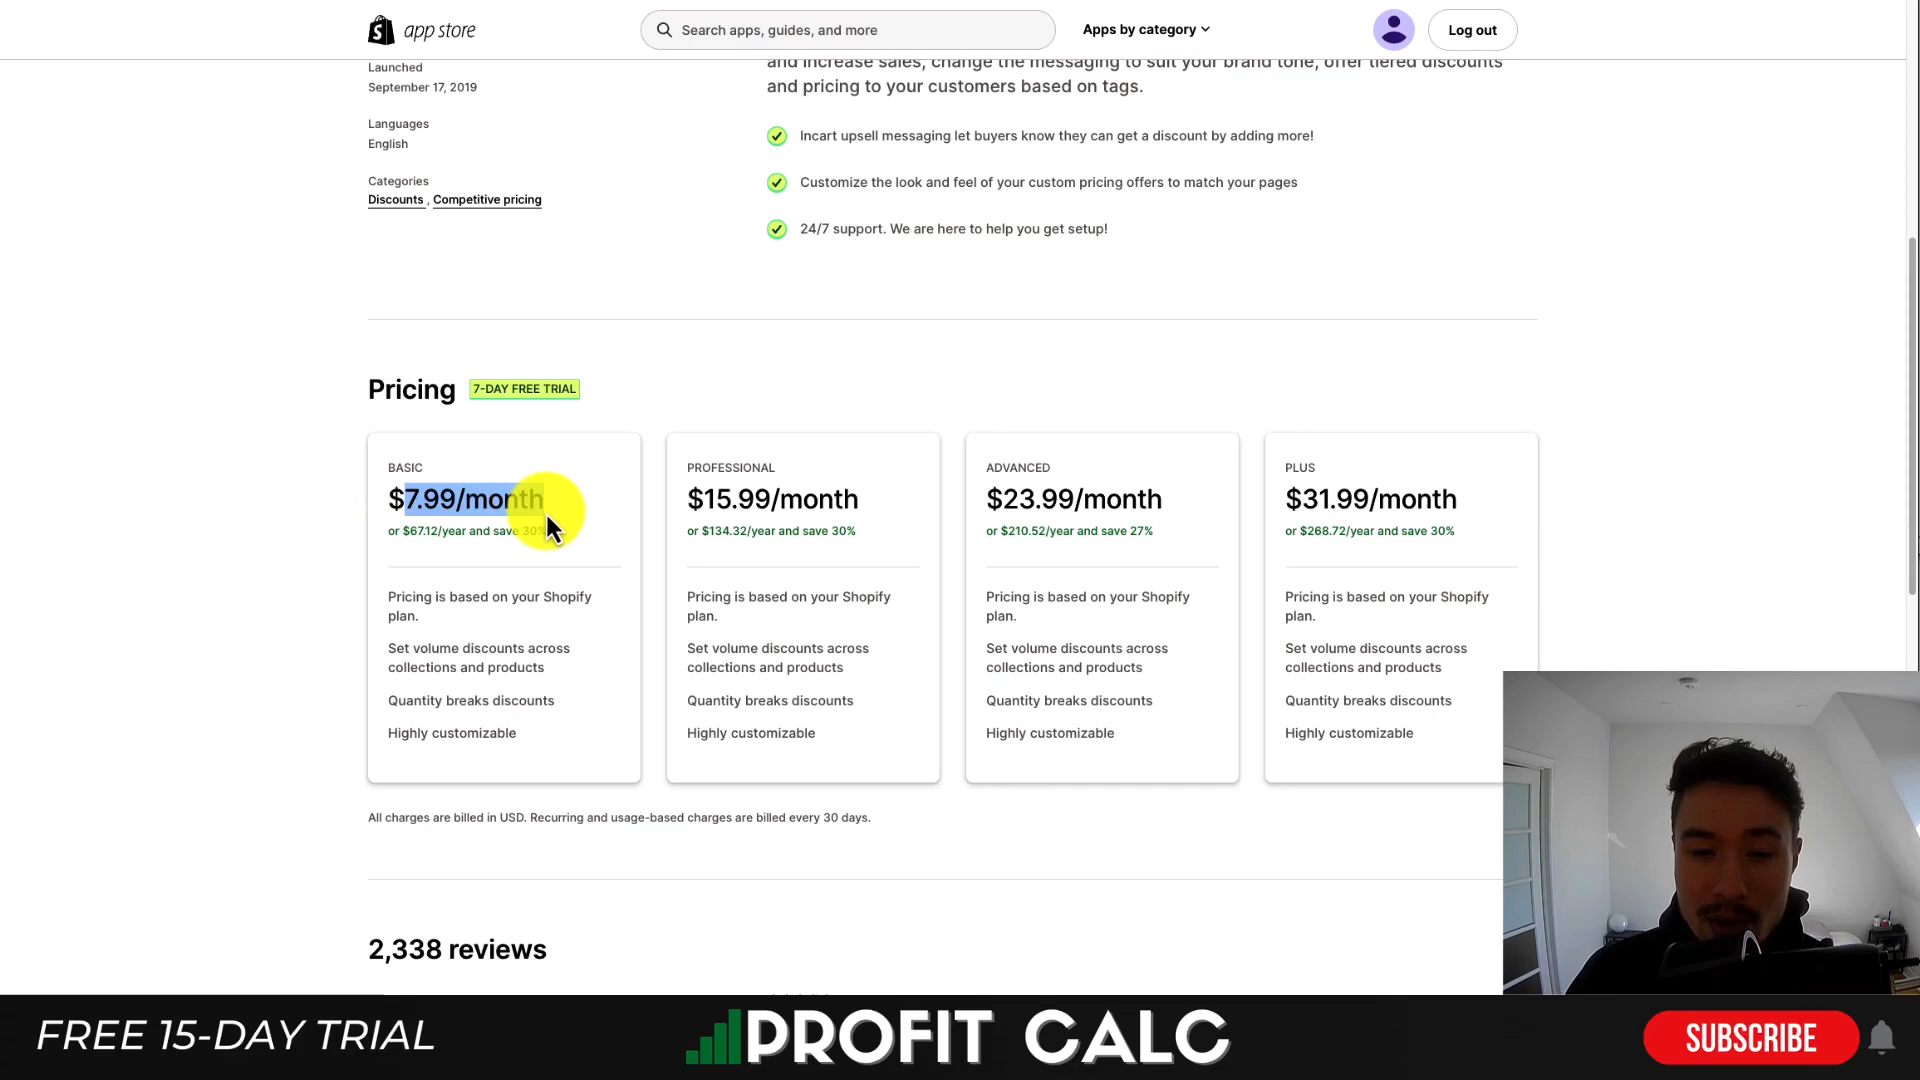 app store
Search apps, guides, and more
Apps by category
Log out
and increase sales, change the messaging to suit your brand tone, offer tiered discounts
and pricing to your customers based on tags.
Launched
September 17, 2019
Languages
English
Categories
Discounts , Competitive pricing
Incart upsell messaging let buyers know they can get a discount by adding more!
Customize the look and feel of your custom pricing offers to match your pages
24/7 support. We are here to help you get setup!
Pricing 7-DAY FREE TRIAL
BASIC
$7.99/month
or $67.12/year and save 30%
Pricing is based on your Shopify
plan.
Set volume discounts across
collections and products
Quantity breaks discounts
Highly customizable
PROFESSIONAL
$15.99/month
or $134.32/year and save 30%
Pricing is based on your Shopify
plan.
Set volume discounts across
collections and products
Quantity breaks discounts
Highly customizable
ADVANCED
$23.99/month
or $210.52/year and save 27%
Pricing is based on your Shopify
plan.
Set volume discounts across
collections and products
Quantity breaks discounts
Highly customizable
PLUS
$31.99/month
or $268.72/year and save 30%
Pricing is based on your Shopify
plan.
Set volume discounts across
collections and products
Quantity breaks discounts
Highly customizable
All charges are billed in USD. Recurring and usage-based charges are billed every 30 days.
2,338 reviews
FREE 15-DAY TRIAL
PROFIT CALC
SUBSCRIBE